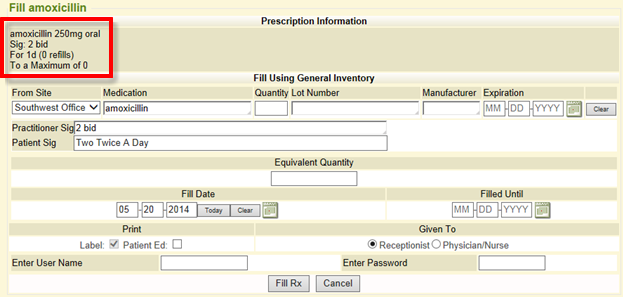 Fill amoxicillin
Prescription Information
amoxicillin 250mg oral
Sig: 2 bid
For 1d (0 refills)
To a Maximum of 0
Fill Using General Inventory
From Site Medication Quantity Lot Number Manufacturer Expiration
Southwest Office amoxicillin MM - DD - YYYY Clear
Practitioner Sig 2 bid
Patient Sig Two Twice A Day
Equivalent Quantity
Fill Date Filled Until
05 - 20 - 2014 Today Clear MM - DD - YYYY
Print Given To
Label: Patient Ed: Receptionist Physician/Nurse
Enter User Name Enter Password
Fill Rx Cancel